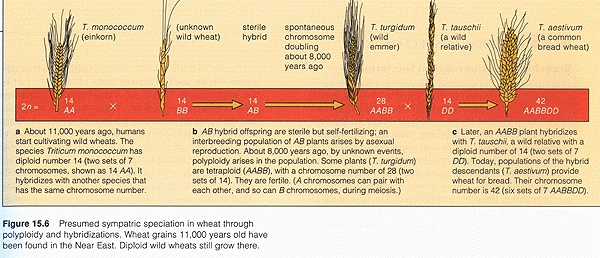 T. monococcum
(einkorn)
(unknown
wild wheat)
sterile
hybrid
spontaneous
chromosome
doubling
about 8,000
years ago
T. turgidum
(wild
emmer)
T. tauschii
(a wild
relative)
T. aestivum
(a common
bread wheat)
2n = 14 AA × 14 BB 14 AB 28 AABB × 14 DD 42 AABBDD
a About 11,000 years ago, humans
start cultivating wild wheats. The
species Triticum monococcum has
diploid number 14 (two sets of 7
chromosomes, shown as 14 AA). It
hybridizes with another species that
has the same chromosome number.
b AB hybrid offspring are sterile but self-fertilizing; an
interbreeding population of AB plants arises by asexual
reproduction. About 8,000 years ago, by unknown events,
polyploidy arises in the population. Some plants (T. turgidum)
are tetraploid (AABB), with a chromosome number of 28 (two
sets of 14). They are fertile. (A chromosomes can pair with
each other, and so can B chromosomes, during meiosis.)
c Later, an AABB plant hybridizes
with T. tauschii, a wild relative with a
diploid number of 14 (two sets of 7
DD). Today, populations of the hybrid
descendants (T. aestivum) provide
wheat for bread. Their chromosome
number is 42 (six sets of 7 AABBDD).
Figure 15.6 Presumed sympatric speciation in wheat through
polyploidy and hybridizations. Wheat grains 11,000 years old have
been found in the Near East. Diploid wild wheats still grow there.